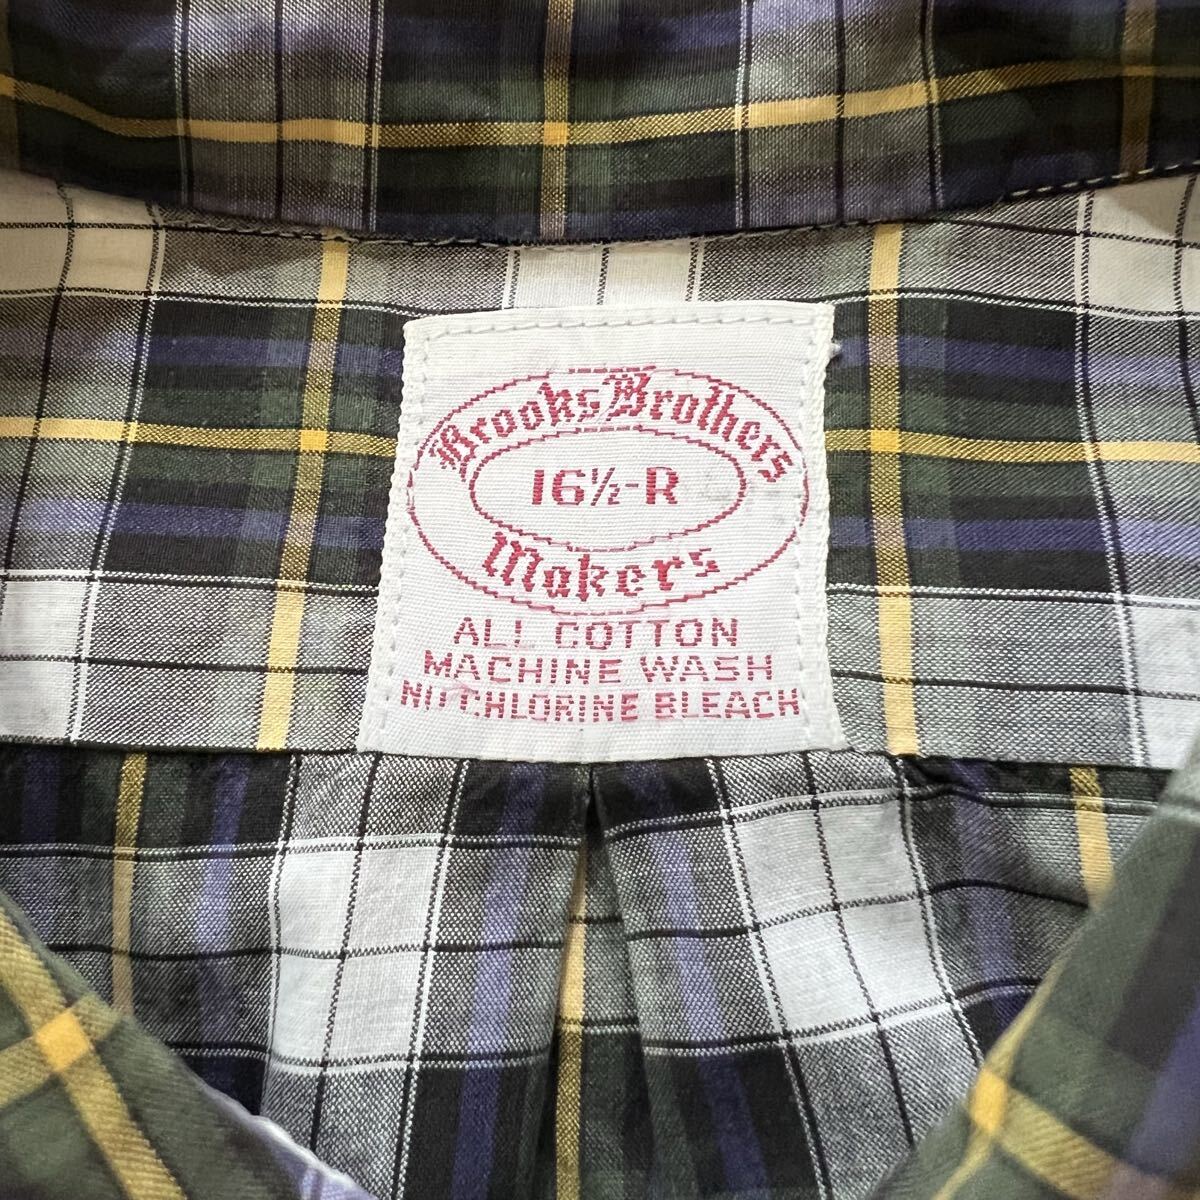 Brooks Brothers
16½-R
Makers
ALL COTTON
MACHINE WASH
NO CHLORINE BLEACH